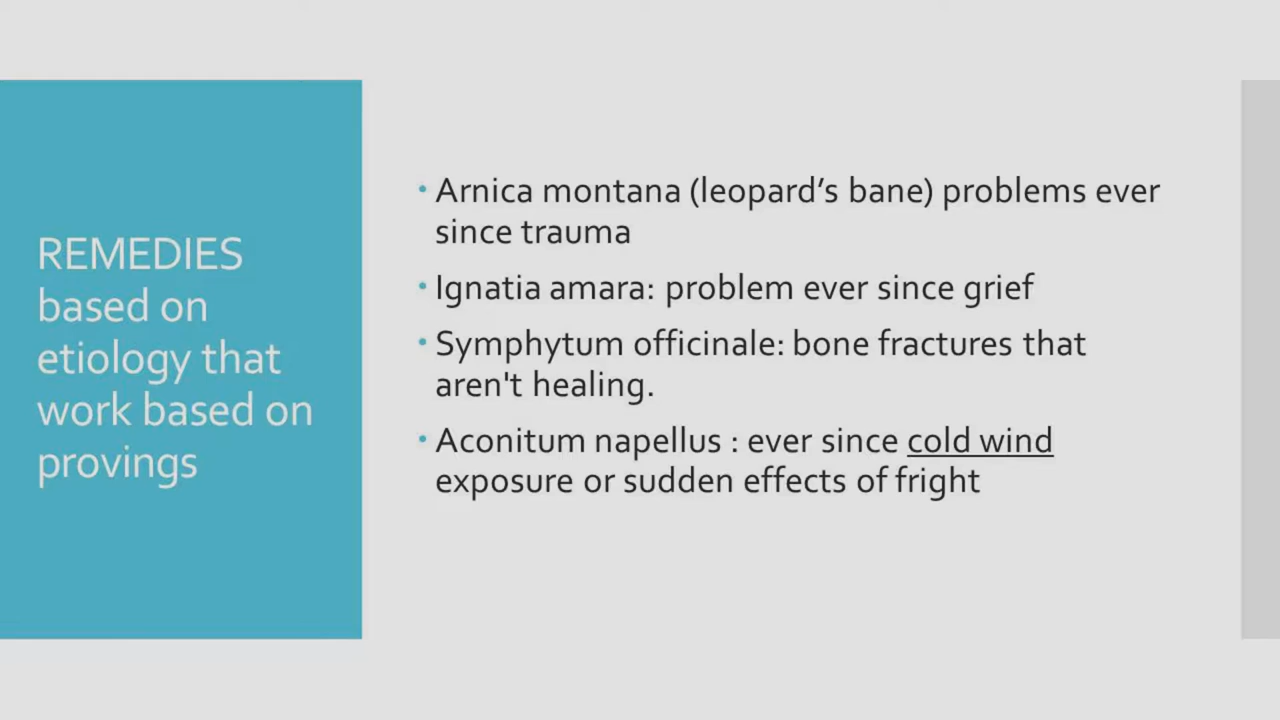 REMEDIES
based on
etiology that
work based on
provings
• Arnica montana (leopard’s bane) problems ever
since trauma
• Ignatia amara: problem ever since grief
• Symphytum officinale: bone fractures that
aren't healing.
• Aconitum napellus : ever since cold wind
exposure or sudden effects of fright